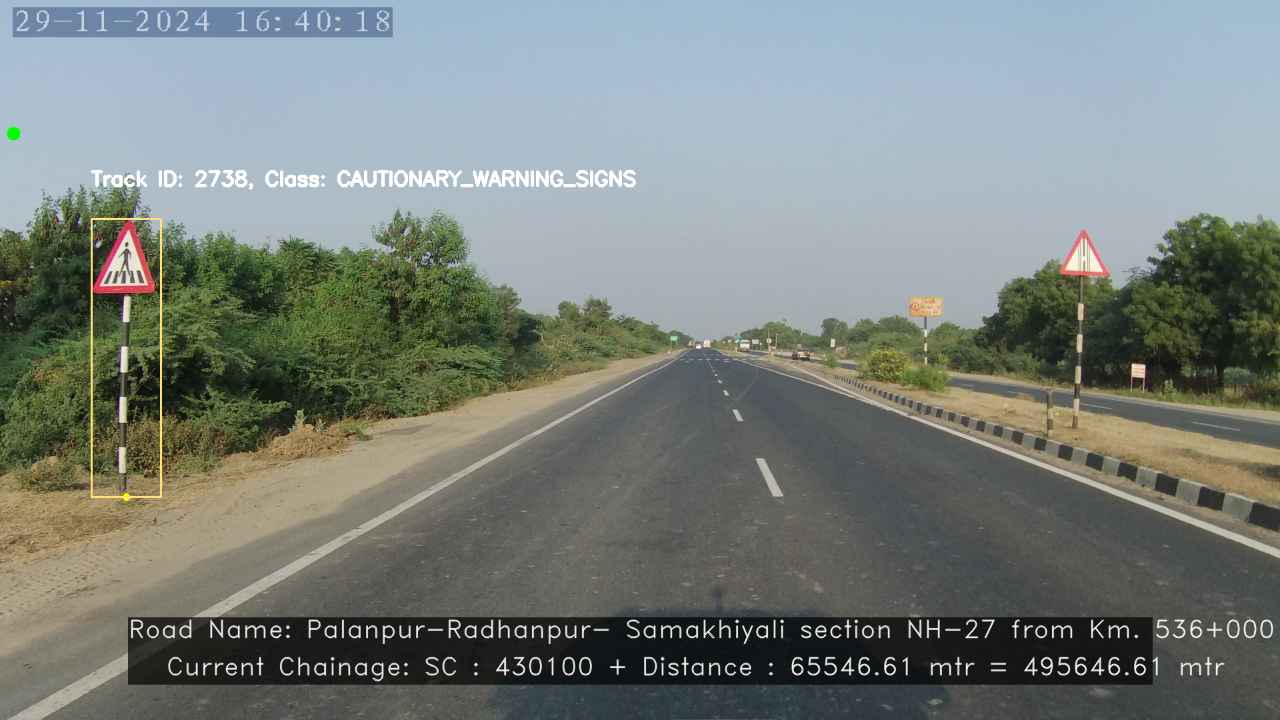 29-11-2024 16:40:18
Track ID: 2738, Class: CAUTIONARY_WARNING_SIGNS
Road Name: Palanpur-Radhanpur- Samakhiyali section NH-27 from Km. 536+000
Current Chainage: SC : 430100 + Distance : 65546.61 mtr = 495646.61 mtr